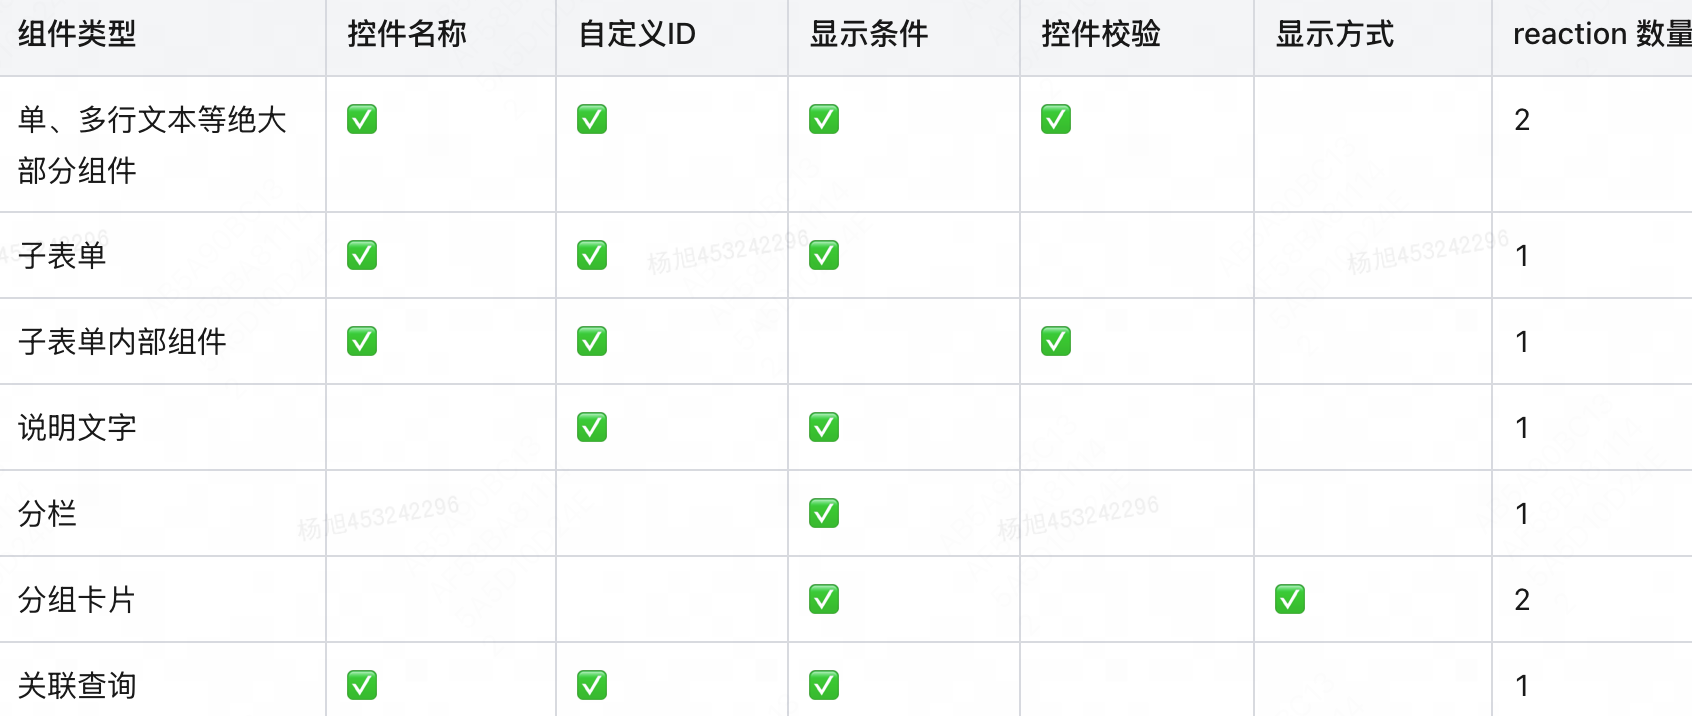 组件类型 控件名称 自定义ID 显示条件 控件校验 显示方式 reaction 数量
单、多行文本等绝大 ✅ ✅ ✅ ✅ 2
部分组件
子表单 ✅ ✅ ✅ 1
子表单内部组件 ✅ ✅ ✅ 1
说明文字 ✅ ✅ 1
分栏 ✅ 1
分组卡片 ✅ ✅ 2
关联查询 ✅ ✅ ✅ 1
杨旭453242296
杨旭453242296
杨旭453242296
杨旭453242296